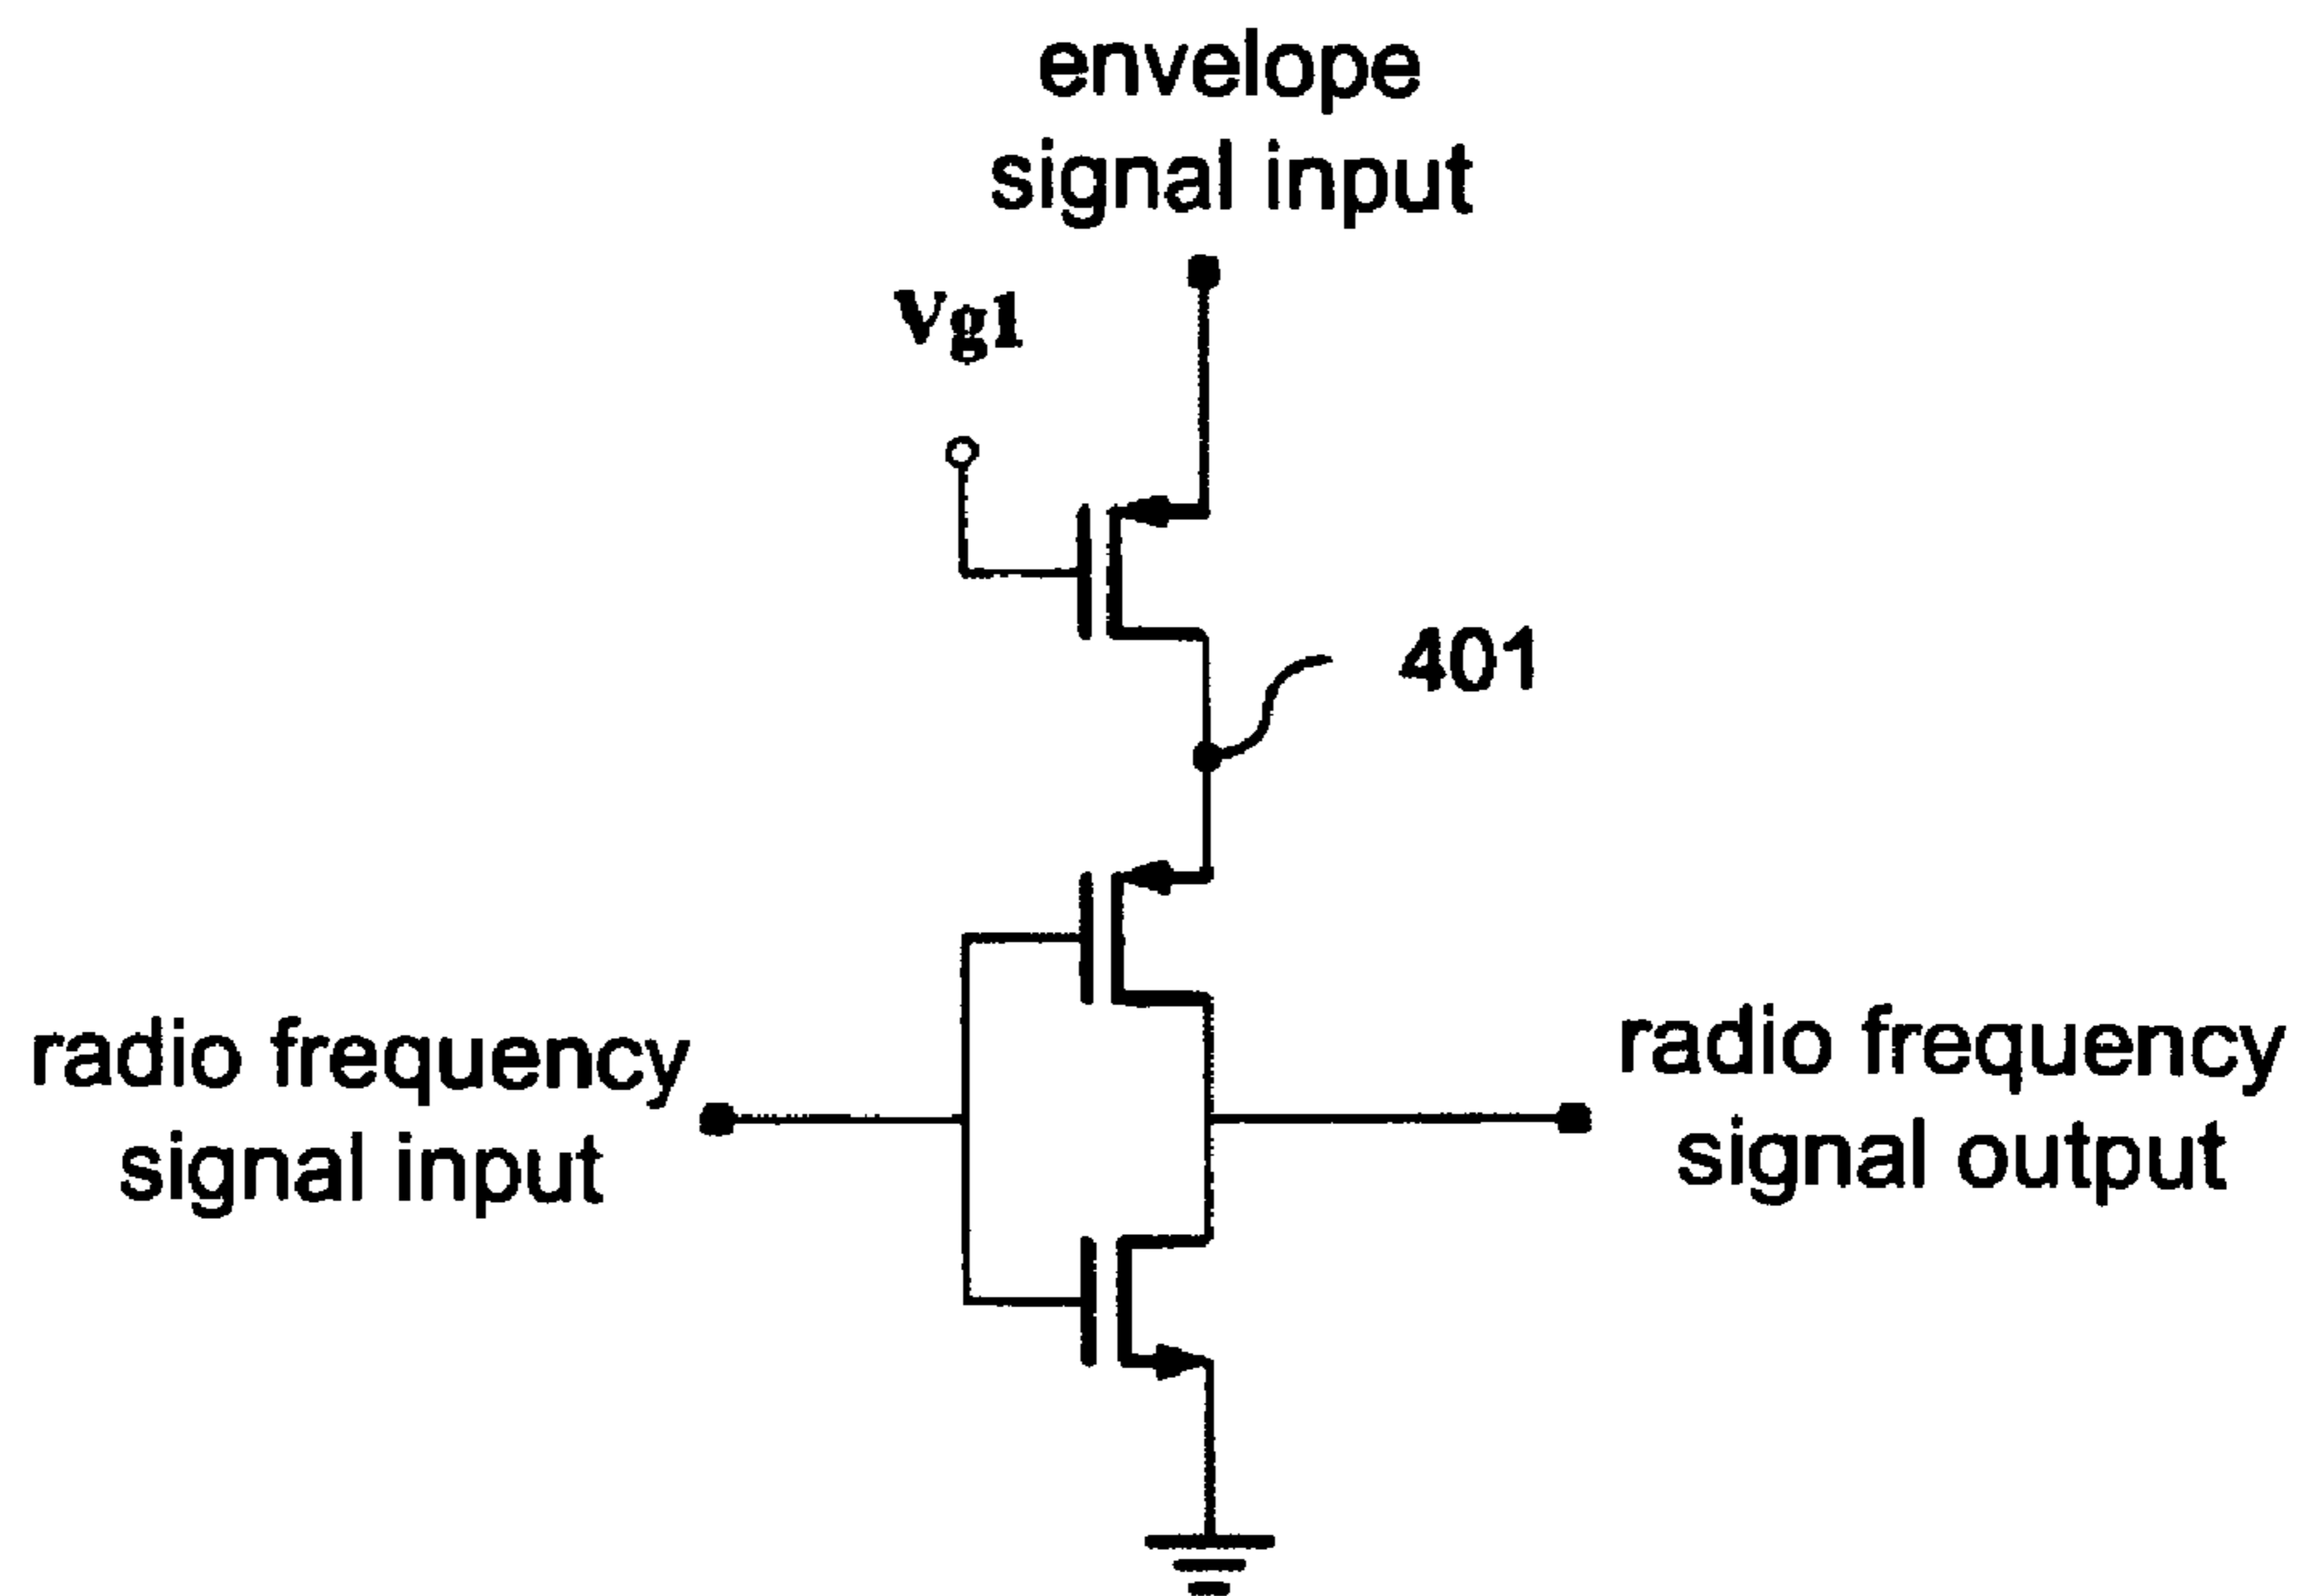 envelope
signal input
Vg1
401
radio frequency
signal input
radio frequency
signal output